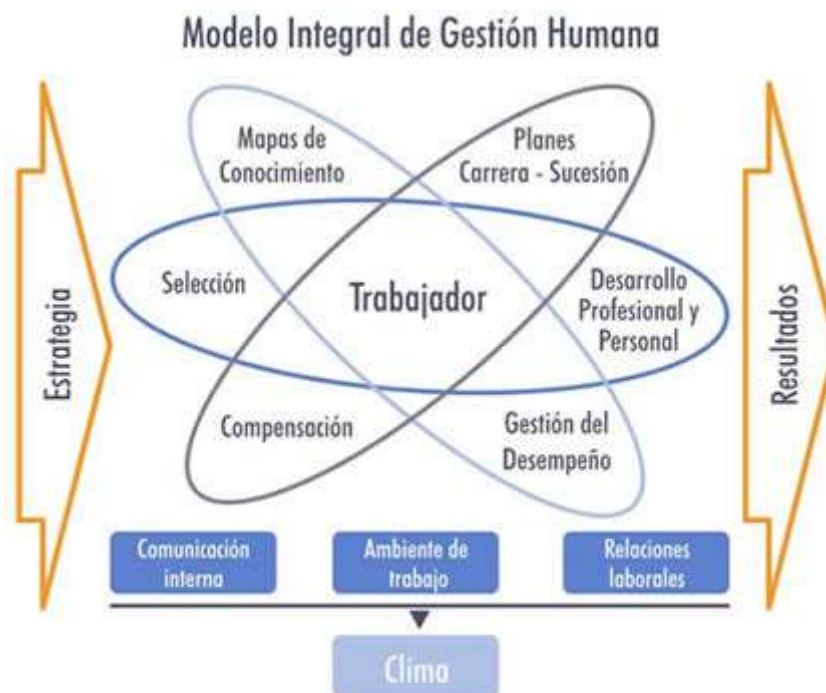 Modelo Integral de Gestión Humana
Estrategia
Mapas de
Conocimiento
Planes
Carrera - Sucesión
Selección
Trabajador
Desarrollo
Profesional y
Personal
Compensación
Gestión del
Desempeño
Resultados
Comunicación
interna
Ambiente de
trabajo
Relaciones
laborales
Clima